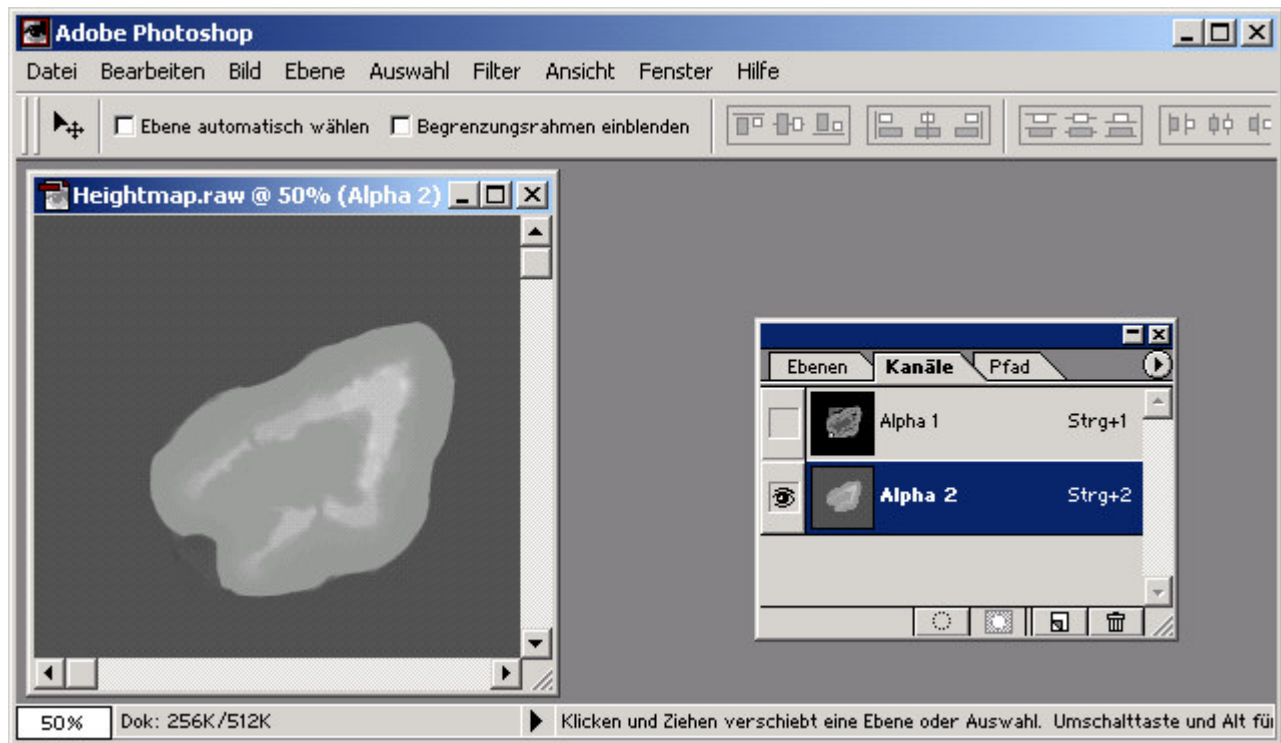 Adobe Photoshop
Datei Bearbeiten Bild Ebene Auswahl Filter Ansicht Fenster Hilfe
Ebene automatisch wählen Begrenzungsrahmen einblenden
Heightmap.raw @ 50% (Alpha 2)
Ebenen Kanäle Pfad
Alpha 1 Strg+1
Alpha 2 Strg+2
50% Dok: 256K/512K Klicken und Ziehen verschiebt eine Ebene oder Auswahl. Umschalttaste und Alt für